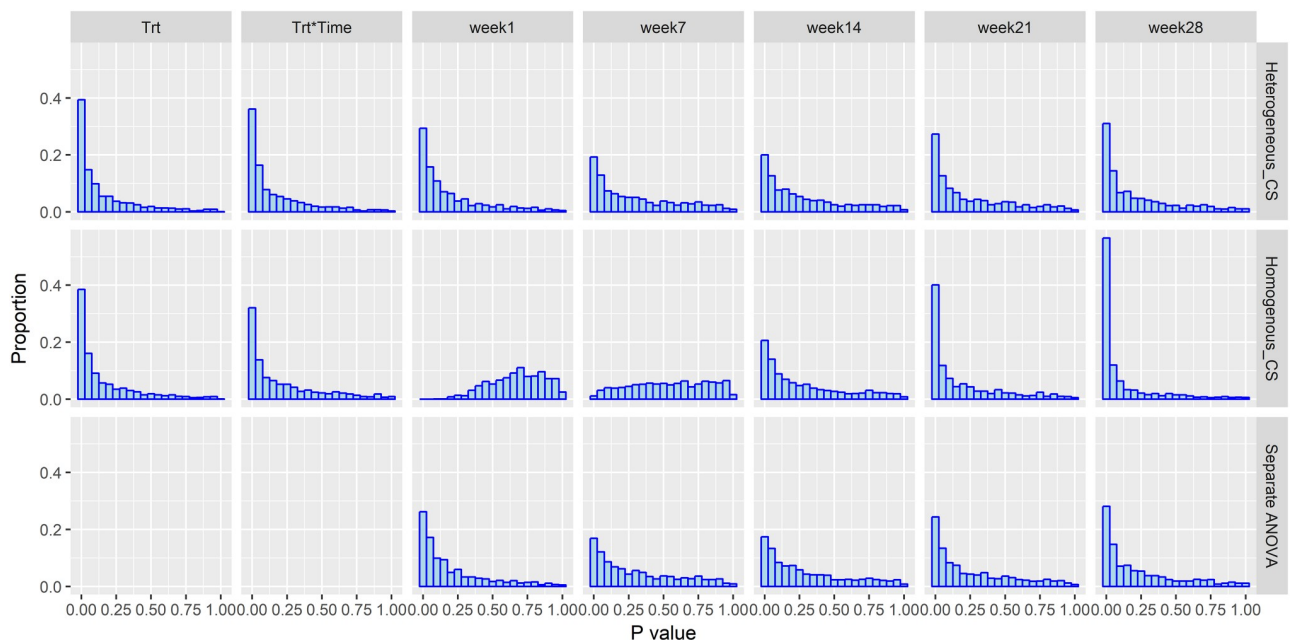 Trt Trt*Time week1 week7 week14 week21 week28
0.4
0.2
0.0
Heterogeneous_CS
0.4
0.2
0.0
Homogenous_CS
0.4
0.2
0.0
Separate ANOVA
Proportion
0.00 0.25 0.50 0.75 1.00 0.00 0.25 0.50 0.75 1.00 0.00 0.25 0.50 0.75 1.00 0.00 0.25 0.50 0.75 1.00 0.00 0.25 0.50 0.75 1.00 0.00 0.25 0.50 0.75 1.00 0.00 0.25 0.50 0.75 1.00
P value